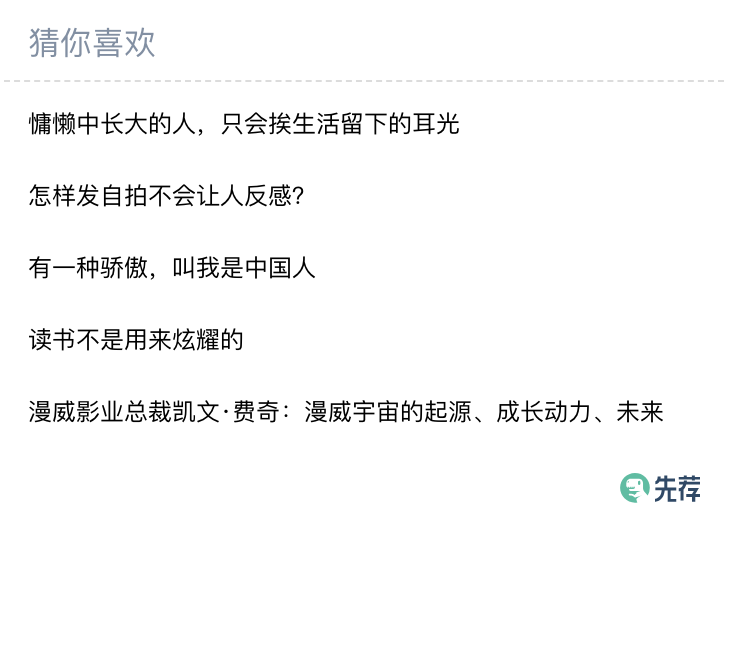 猜你喜欢
慵懒中长大的人，只会挨生活留下的耳光
怎样发自拍不会让人反感？
有一种骄傲，叫我是中国人
读书不是用来炫耀的
漫威影业总裁凯文·费奇：漫威宇宙的起源、成长动力、未来
先荐